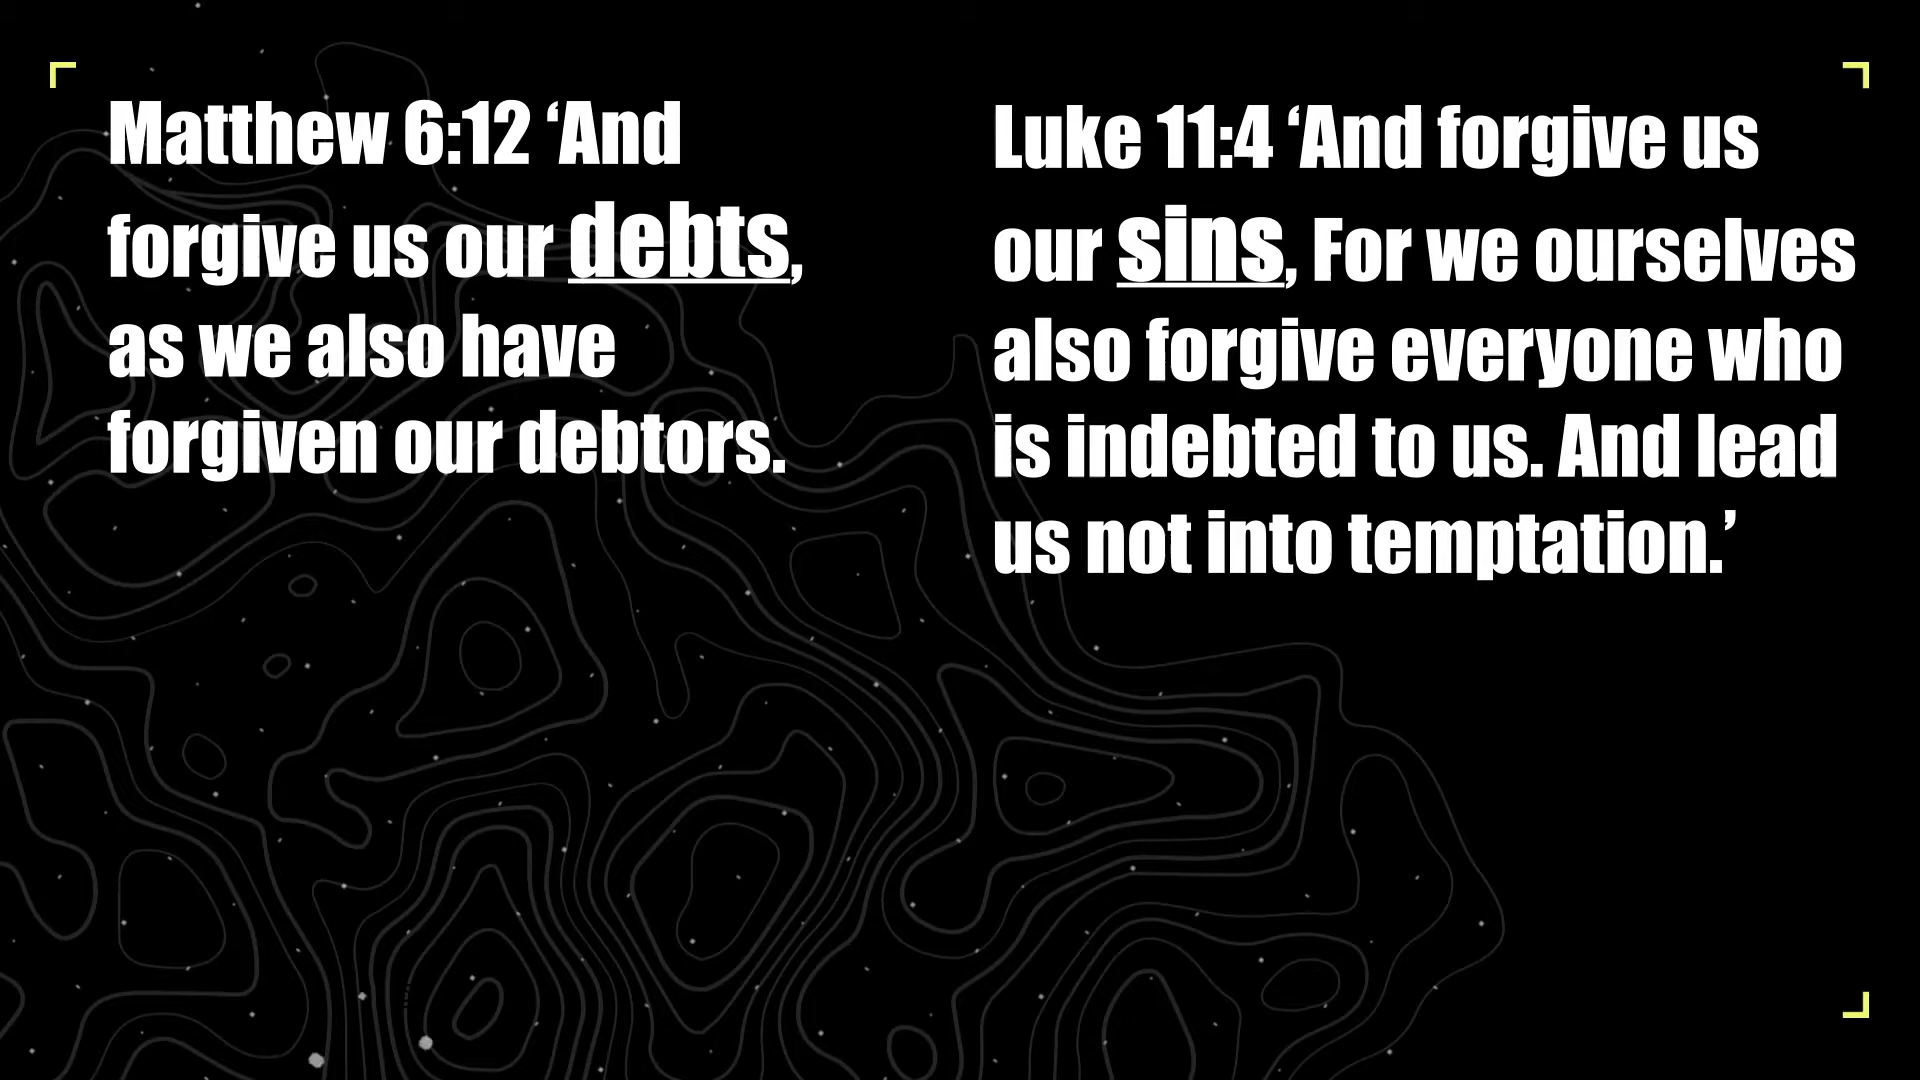 Matthew 6:12 ‘And
forgive us our debts,
as we also have
forgiven our debtors.
Luke 11:4 ‘And forgive us
our sins, For we ourselves
also forgive everyone who
is indebted to us. And lead
us not into temptation.’